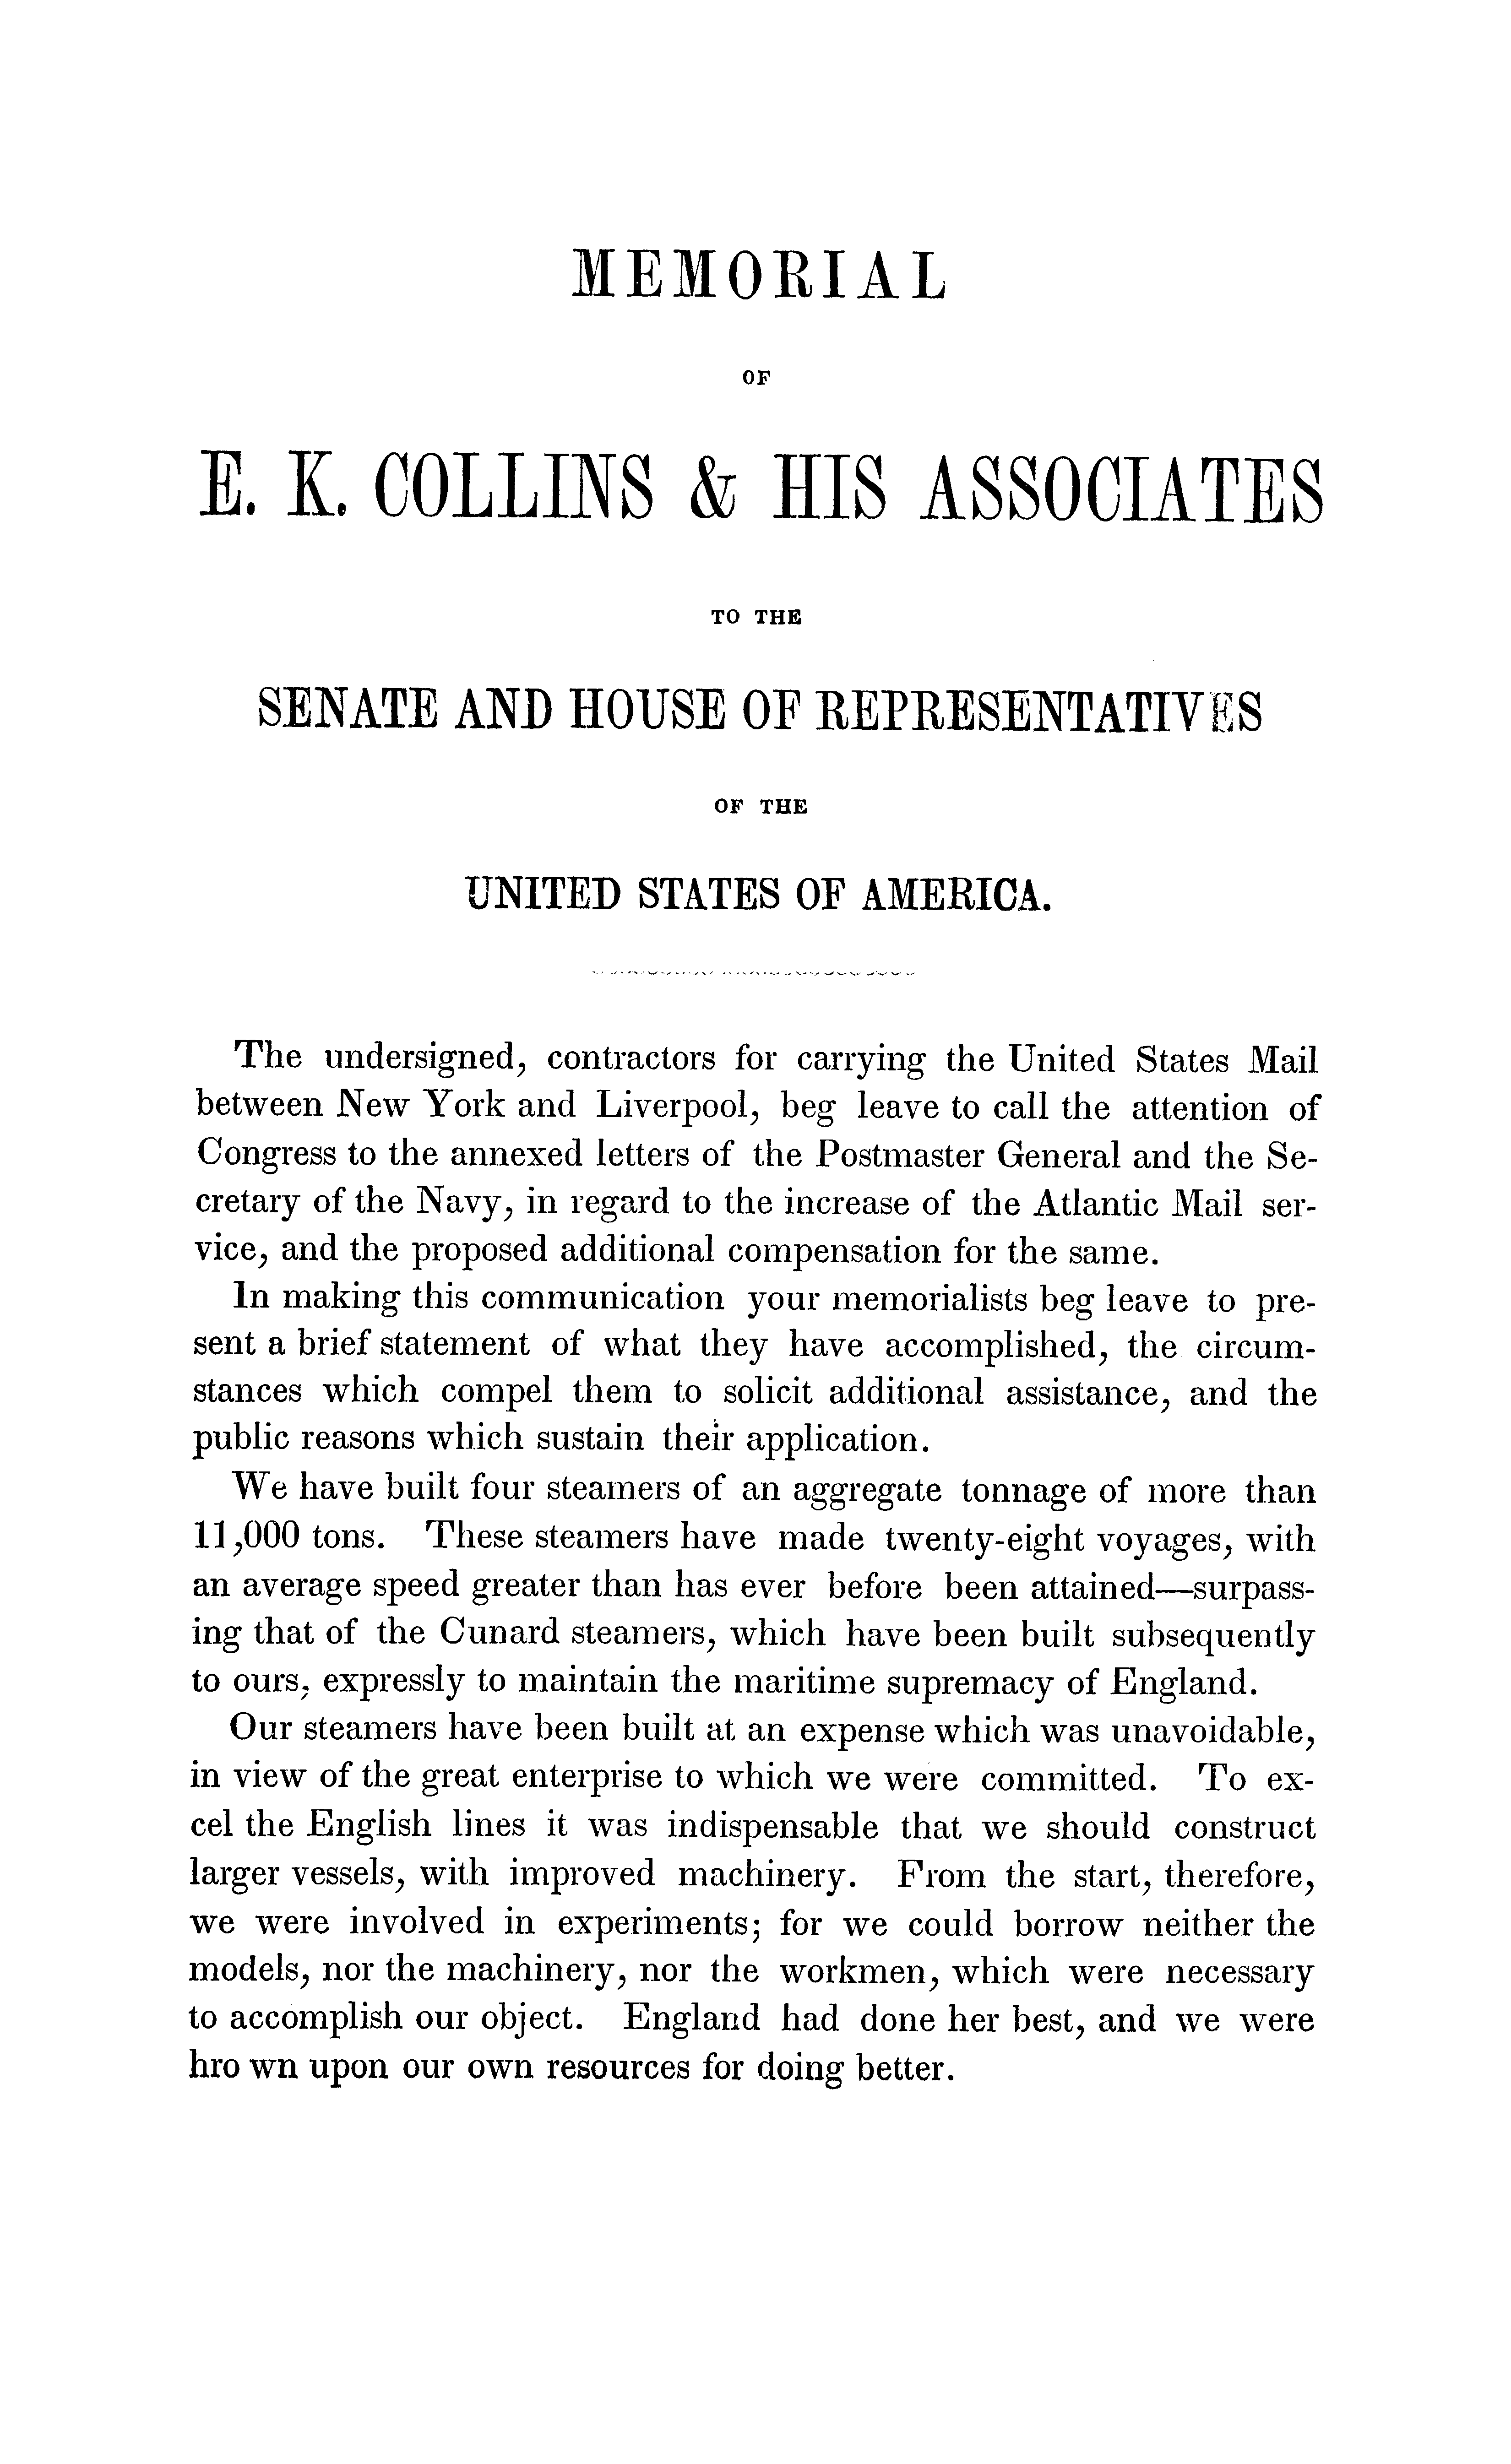 MEMORIAL
OF
E. K. COLLINS & HIS ASSOCIATES
TO THE
SENATE AND HOUSE OF REPRESENTATIVES
OF THE
UNITED STATES OF AMERICA.
The undersigned, contractors for carrying the United States Mail
between New York and Liverpool, beg leave to call the attention of
Congress to the annexed letters of the Postmaster General and the Se-
cretary of the Navy, in regard to the increase of the Atlantic Mail ser-
vice, and the proposed additional compensation for the same.
In making this communication your memorialists beg leave to pre-
sent a brief statement of what they have accomplished, the circum-
stances which compel them to solicit additional assistance, and the
public reasons which sustain their application.
We have built four steamers of an aggregate tonnage of more than
11,000 tons. These steamers have made twenty-eight voyages, with
an average speed greater than has ever before been attained—surpass-
ing that of the Cunard steamers, which have been built subsequently
to ours, expressly to maintain the maritime supremacy of England.
Our steamers have been built at an expense which was unavoidable,
in view of the great enterprise to which we were committed. To ex-
cel the English lines it was indispensable that we should construct
larger vessels, with improved machinery. From the start, therefore,
we were involved in experiments; for we could borrow neither the
models, nor the machinery, nor the workmen, which were necessary
to accomplish our object. England had done her best, and we were
hro wn upon our own resources for doing better.